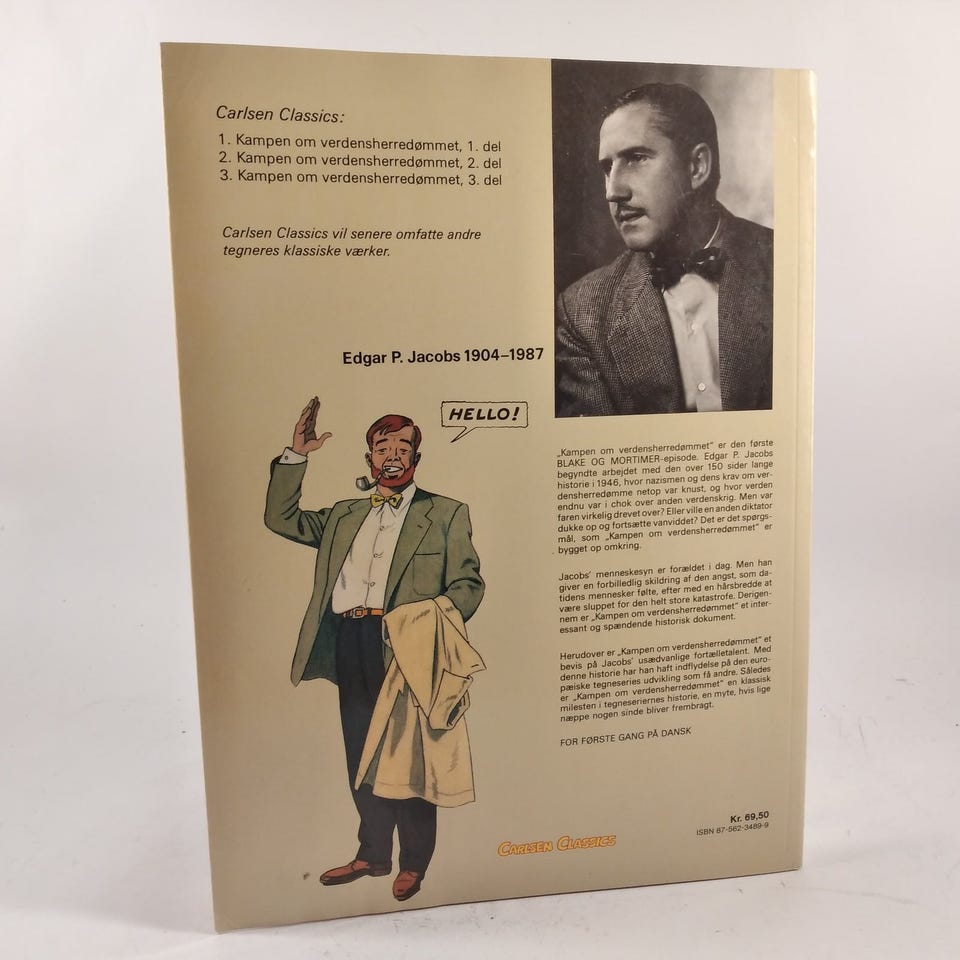 Carlsen Classics:
1. Kampen om verdensherredømmet, 1. del
2. Kampen om verdensherredømmet, 2. del
3. Kampen om verdensherredømmet, 3. del
Carlsen Classics vil senere omfatte andre
tegneres klassiske værker.
Edgar P. Jacobs 1904–1987
HELLO!
„Kampen om verdensherredømmet" er den første
BLAKE OG MORTIMER-episode. Edgar P. Jacobs
begyndte arbejdet med den over 150 sider lange
historie i 1946, hvor nazismen og dens krav om ver-
densherredømme netop var knust, og hvor verden
endnu var i chok over anden verdenskrig. Men var
faren virkelig drevet over? Eller ville en anden diktator
dukke op og fortsætte vanviddet? Det er det spørgs-
mål, som „Kampen om verdensherredømmet" er
bygget op omkring.
Jacobs' menneskesyn er forældet i dag. Men han
giver en forbilledlig skildring af den angst, som da-
tidens mennesker følte, efter med en hårsbredde at
være sluppet for den helt store katastrofe. Derigen-
nem er „Kampen om verdensherredømmet" et inter-
essant og spændende historisk dokument.
Herudover er „Kampen om verdensherredømmet" et
bevis på Jacobs' usædvanlige fortælletalent. Med
denne historie har han haft indflydelse på den euro-
pæiske tegneseries udvikling som få andre. Således
er „Kampen om verdensherredømmet" en klassisk
milesten i tegneseriernes historie, en myte, hvis lige
næppe nogen sinde bliver frembragt.
FOR FØRSTE GANG PÅ DANSK
Kr. 69,50
ISBN 87-562-3489-9
CARLSEN CLASSICS